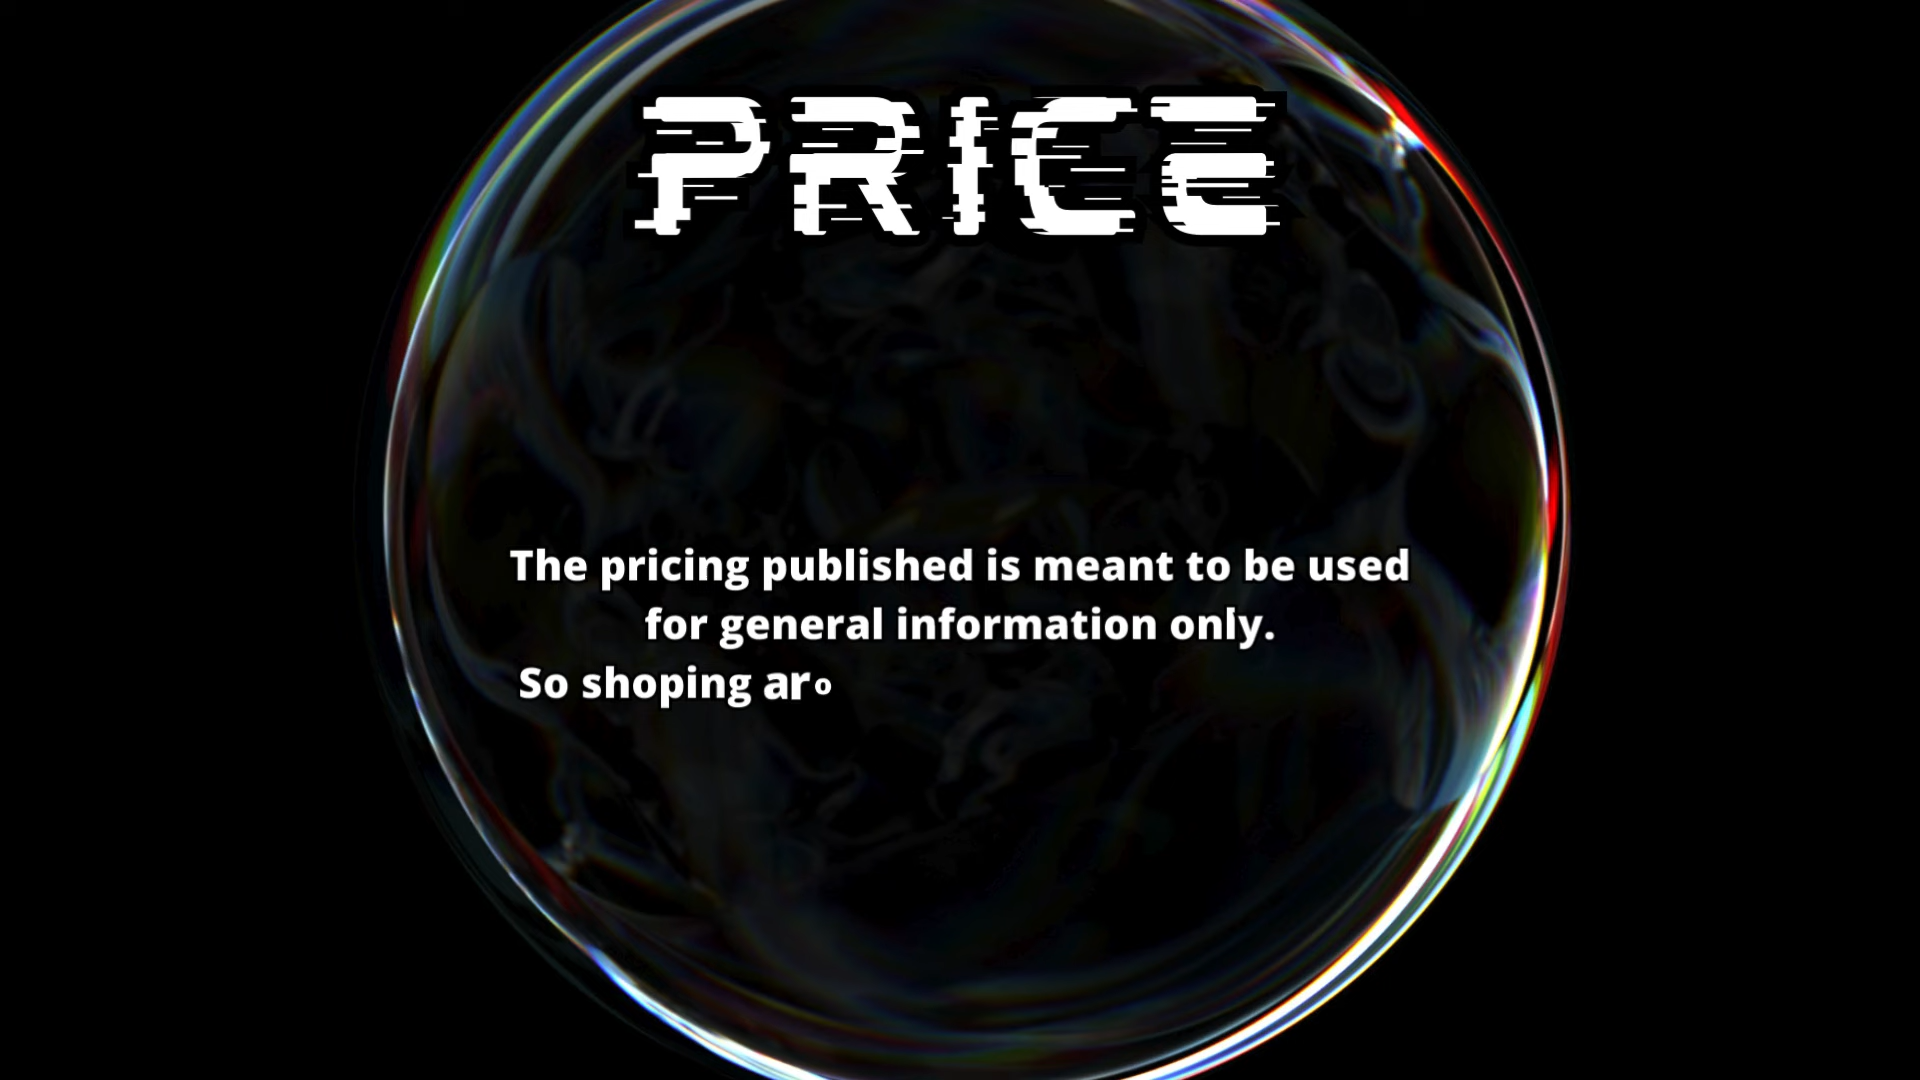 PRICE
The pricing published is meant to be used
for general information only.
So shoping aro